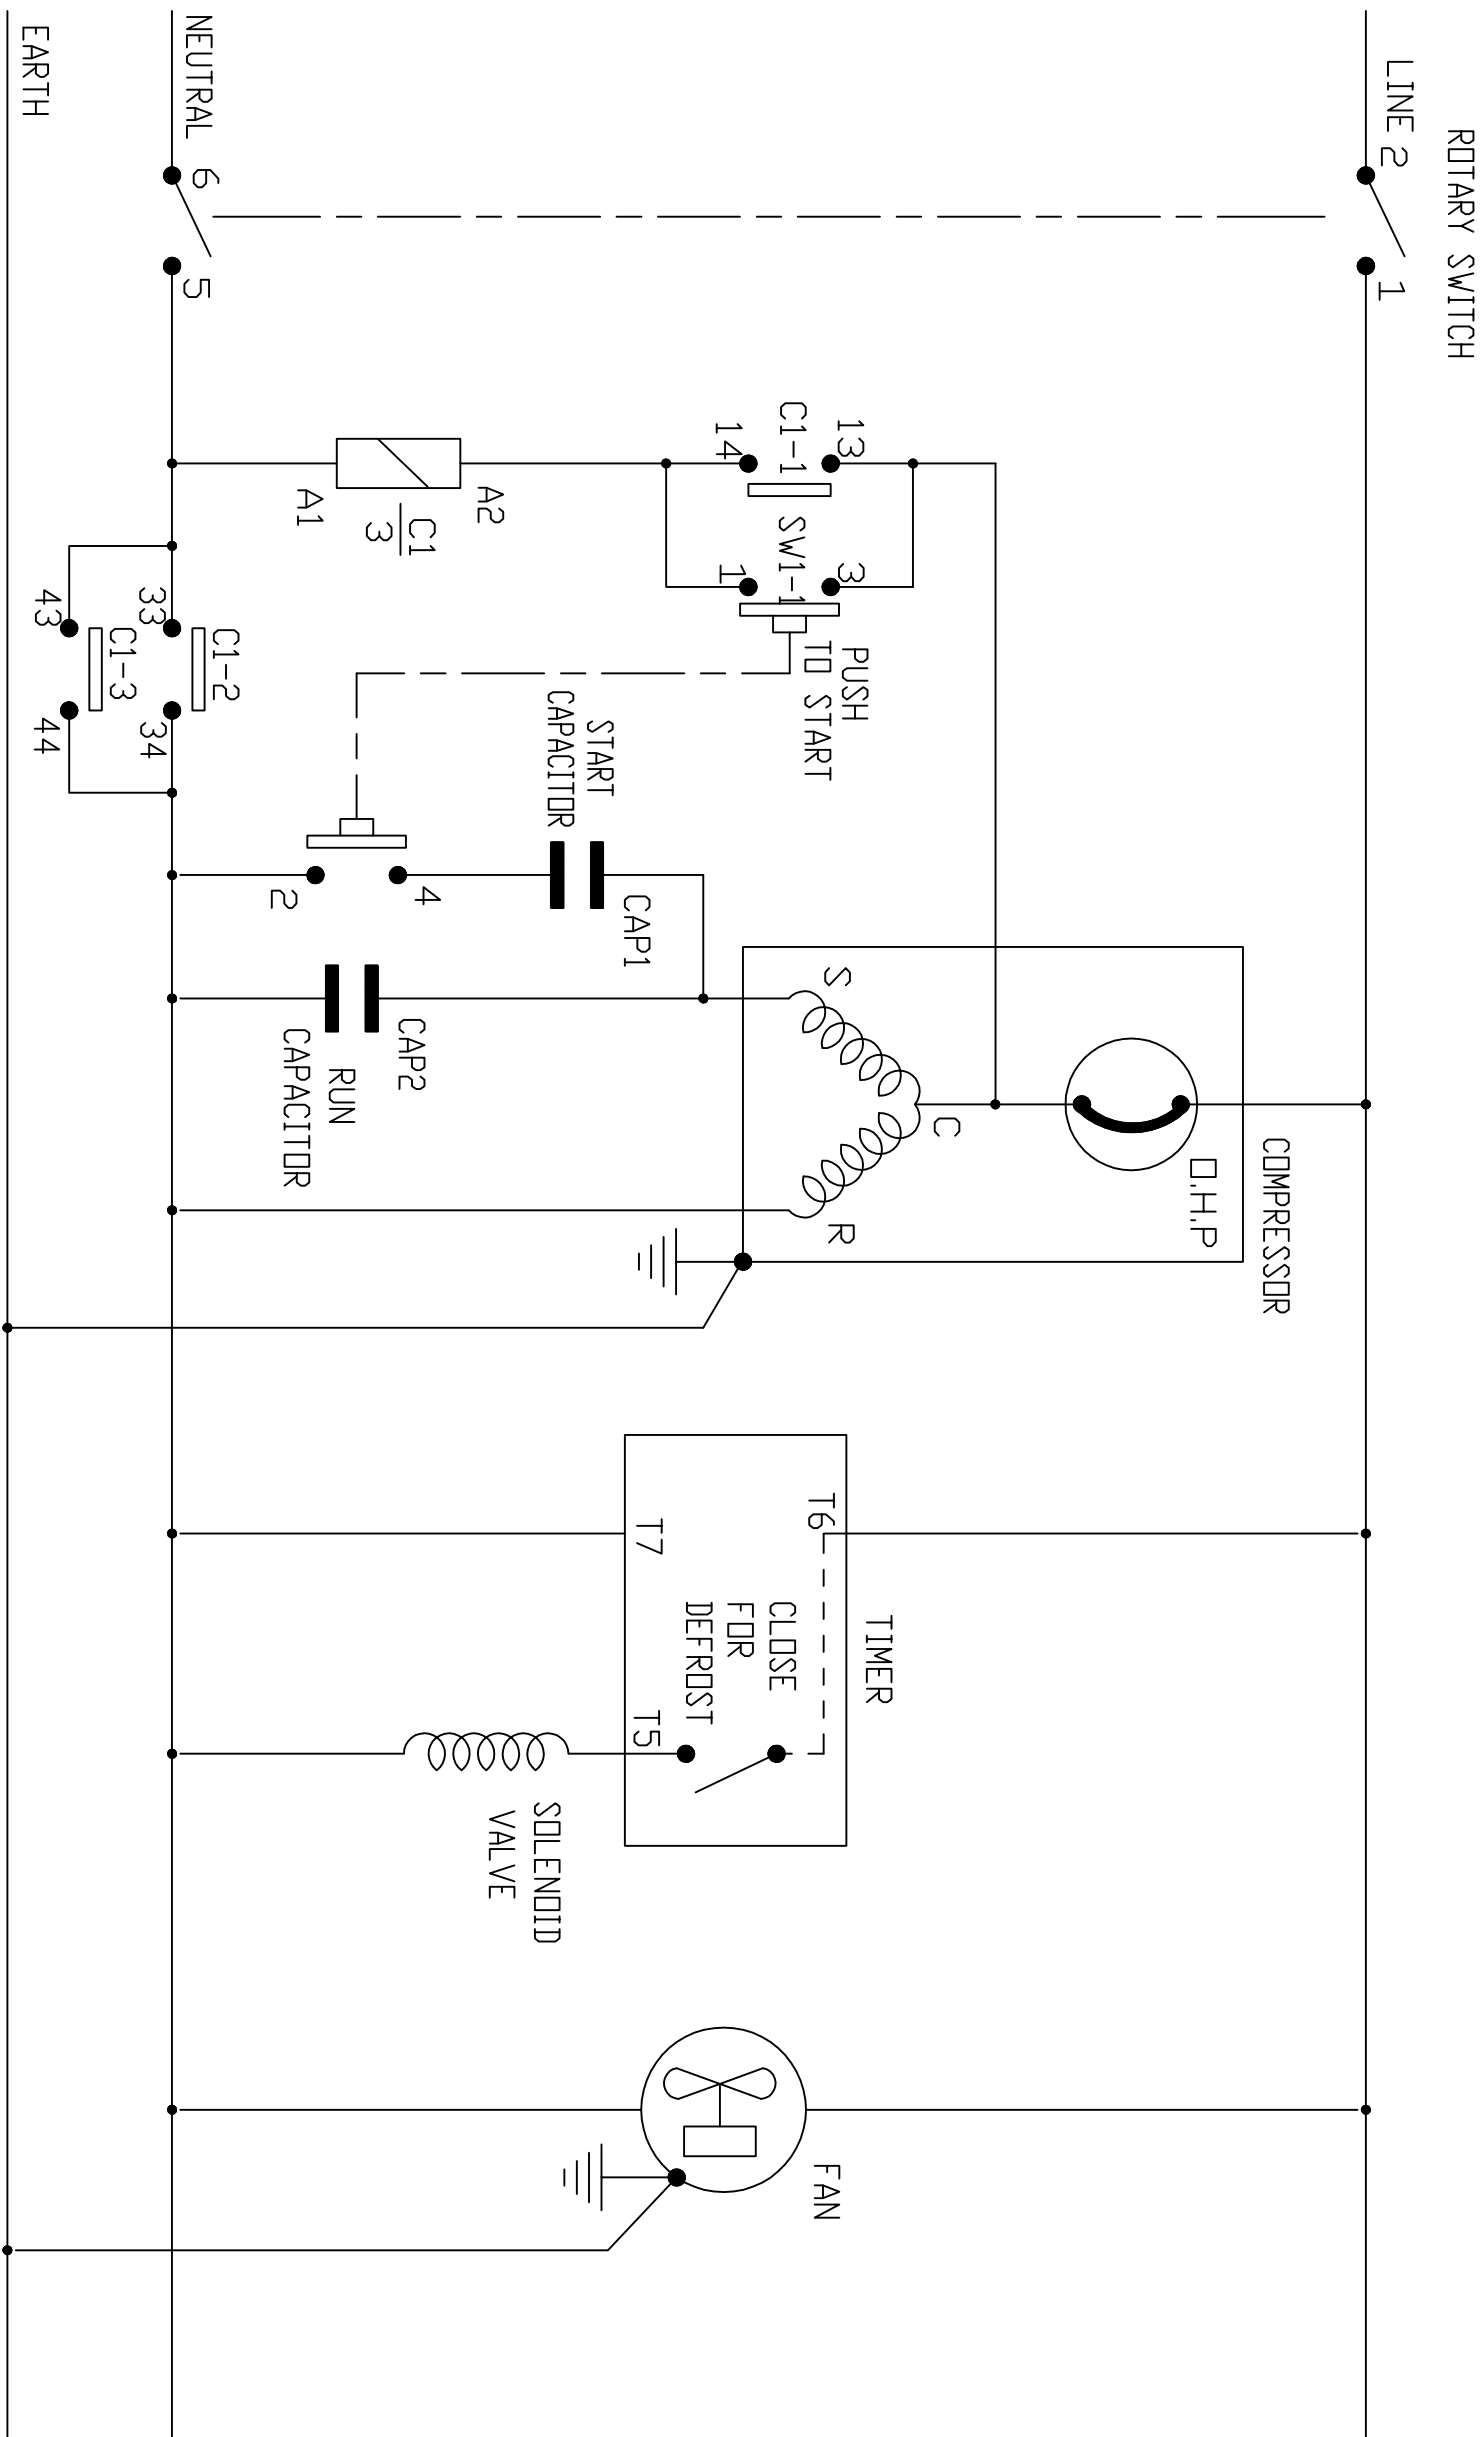 ROTARY SWITCH
LINE
2
1
NEUTRAL
6
5
EARTH
13
C1-1
14
3
SW1-1
1
PUSH
TO START
A2
C1
3
A1
C1-2
33
34
C1-3
43
44
START
CAPACITOR
CAP1
4
2
CAP2
RUN
CAPACITOR
COMPRESSOR
O.H.P
S
C
R
TIMER
T6
T7
CLOSE
FOR
DEFROST
T5
SOLENOID
VALVE
FAN